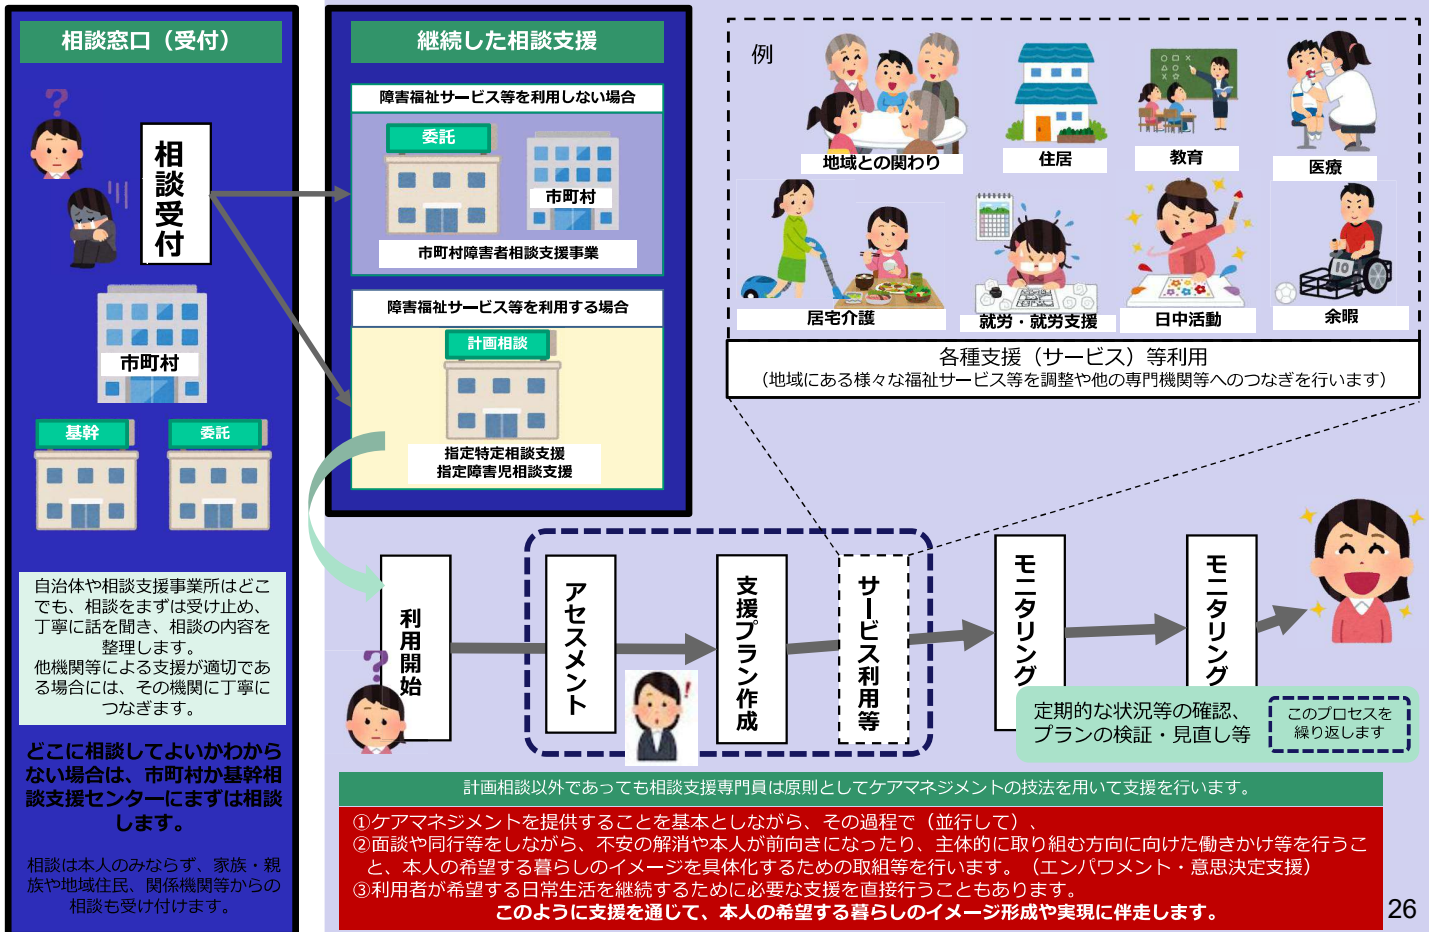 相談窓口（受付）
?
相談受付
市町村
基幹
委託
自治体や相談支援事業所はどこ
でも、相談をまずは受け止め、
丁寧に話を聞き、相談の内容を
整理します。
他機関等による支援が適切であ
る場合には、その機関に丁寧に
つなぎます。
どこに相談してよいかわから
ない場合は、市町村か基幹相
談支援センターにまずは相談
します。
相談は本人のみならず、家族・親
族や地域住民、関係機関等からの
相談も受け付けます。
継続した相談支援
障害福祉サービス等を利用しない場合
委託
市町村
市町村障害者相談支援事業
障害福祉サービス等を利用する場合
計画相談
指定特定相談支援
指定障害児相談支援
例
地域との関わり
住居
教育
医療
居宅介護
就労・就労支援
日中活動
余暇
各種支援（サービス）等利用
（地域にある様々な福祉サービス等を調整や他の専門機関等へのつなぎを行います）
利用開始
?
アセスメント
!
支援プラン作成
サービス利用等
モニタリング
モニタリング
定期的な状況等の確認、
プランの検証・見直し等
このプロセスを
繰り返します
計画相談以外であっても相談支援専門員は原則としてケアマネジメントの技法を用いて支援を行います。
①ケアマネジメントを提供することを基本としながら、その過程で（並行して）、
②面談や同行等をしながら、不安の解消や本人が前向きになったり、主体的に取り組む方向に向けた働きかけ等を行うこ
と、本人の希望する暮らしのイメージを具体化するための取組等を行います。（エンパワメント・意思決定支援）
③利用者が希望する日常生活を継続するために必要な支援を直接行うこともあります。
このように支援を通じて、本人の希望する暮らしのイメージ形成や実現に伴走します。
26